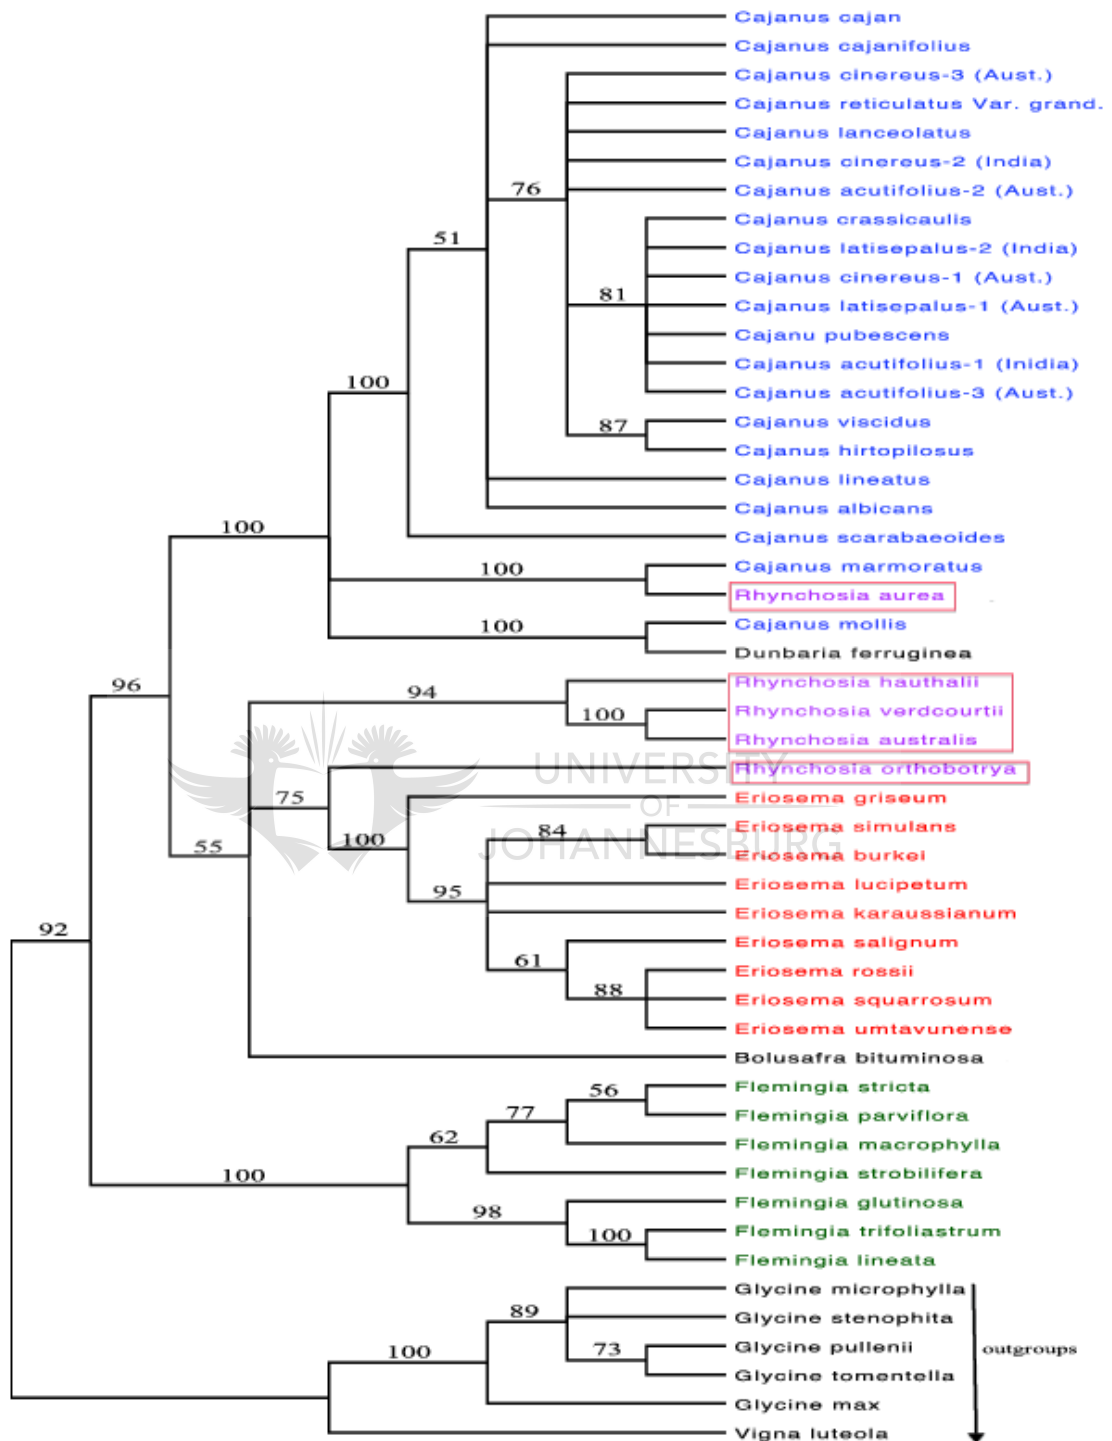 Cajanus cajan
Cajanus cajanifolius
Cajanus cinereus-3 (Aust.)
Cajanus reticulatus Var. grand.
Cajanus lanceolatus
Cajanus cinereus-2 (India)
76
Cajanus acutifolius-2 (Aust.)
Cajanus crassicaulis
51
Cajanus latisepalus-2 (India)
Cajanus cinereus-1 (Aust.)
81
Cajanus latisepalus-1 (Aust.)
Cajanu pubescens
Cajanus acutifolius-1 (Inidia)
100
Cajanus acutifolius-3 (Aust.)
87
Cajanus viscidus
Cajanus hirtopilosus
Cajanus lineatus
Cajanus albicans
100
Cajanus scarabaeoides
100
Cajanus marmoratus
Rhynchosia aurea
100
Cajanus mollis
Dunbaria ferruginea
96
94
Rhynchosia hauthalii
100
Rhynchosia verdcourtii
Rhynchosia australis
UNIVERSITY
OF
JOHANNESBURG
Rhynchosia orthobotrya
75
Eriosema griseum
100
84
Eriosema simulans
55
Eriosema burkei
95
Eriosema lucipetum
Eriosema karaussianum
92
Eriosema salignum
61
Eriosema rossii
88
Eriosema squarrosum
Eriosema umtavunense
Bolusafra bituminosa
56
Flemingia stricta
77
Flemingia parviflora
62
Flemingia macrophylla
100
Flemingia strobilifera
98
Flemingia glutinosa
100
Flemingia trifoliastrum
Flemingia lineata
Glycine microphylla
89
Glycine stenophita
73
Glycine pullenii
outgroups
100
Glycine tomentella
Glycine max
Vigna luteola